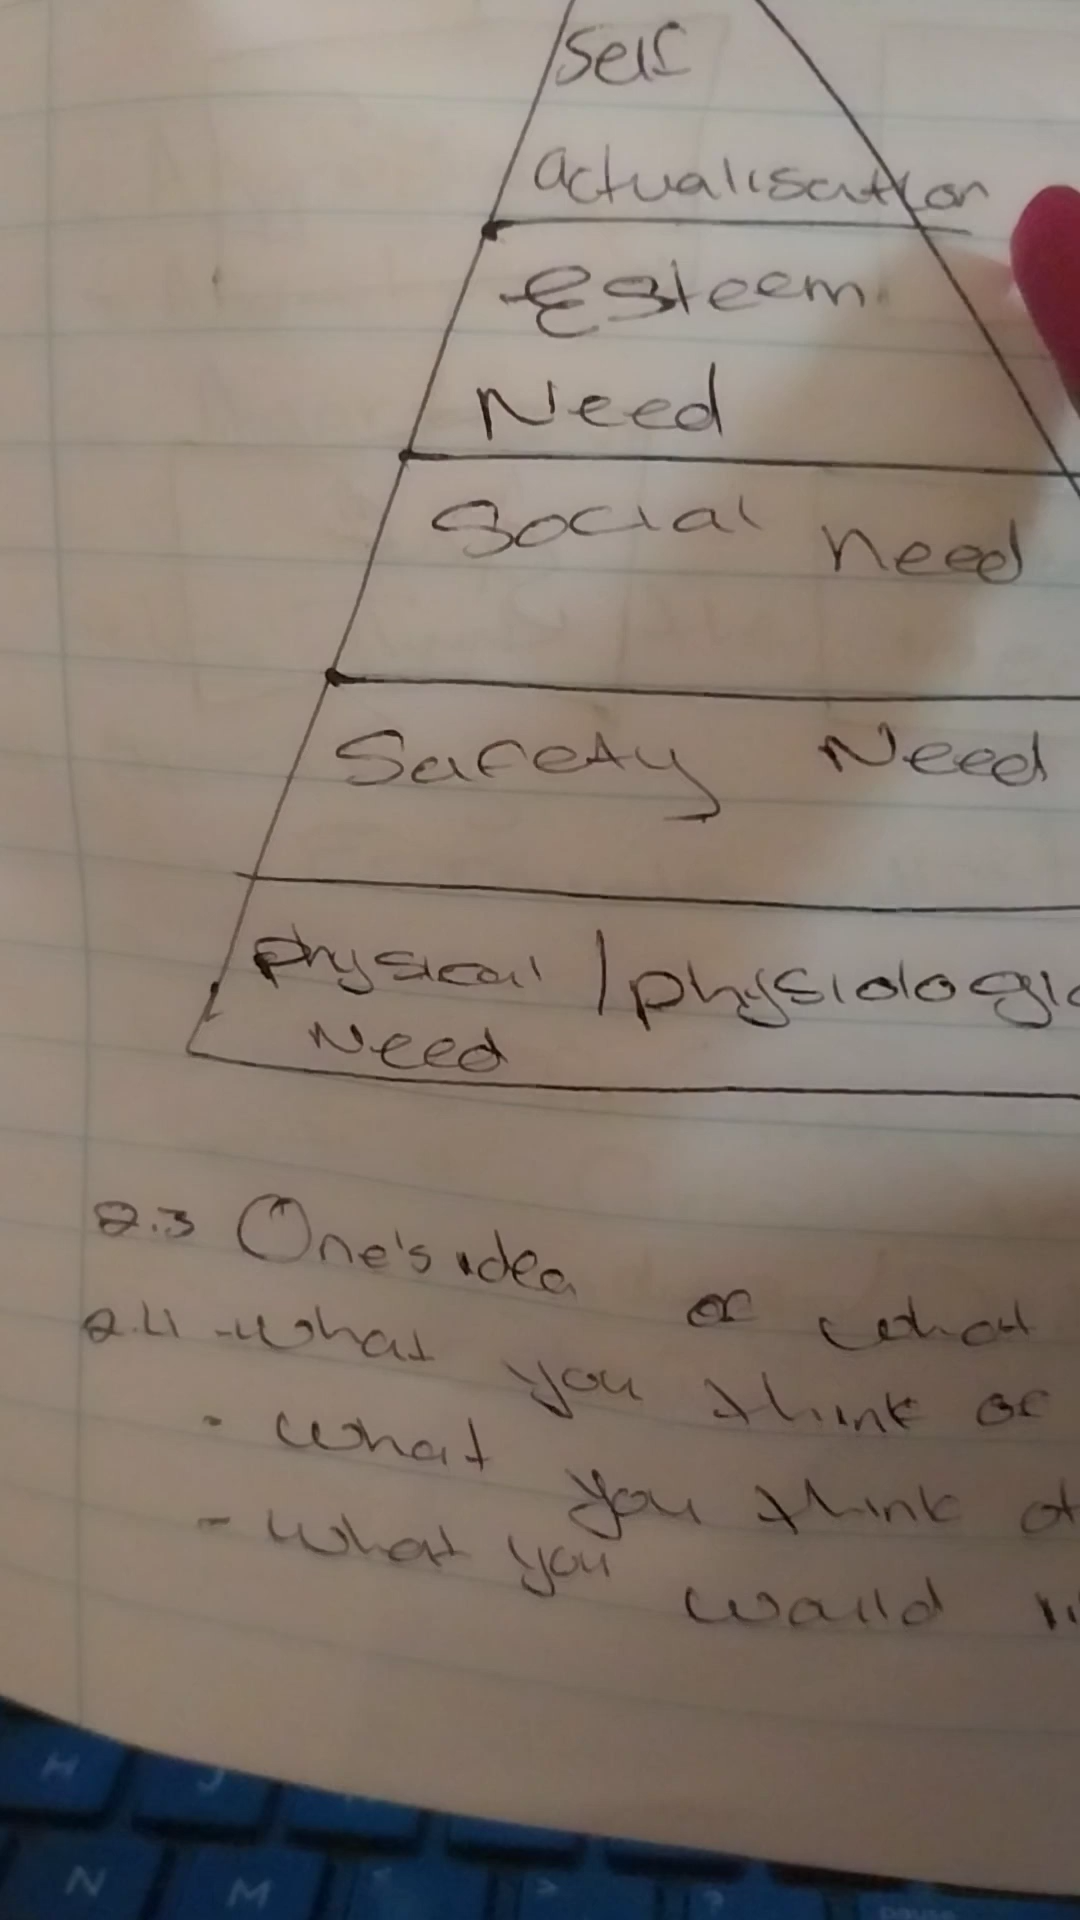 Self
actualisation
Esteem
Need
Social need
Safety Need
physical / physiologic
Need
2.3 One's idea of what
2.4 - what you think of
- what you think of
- what you would
H J
N M < > ?
pause